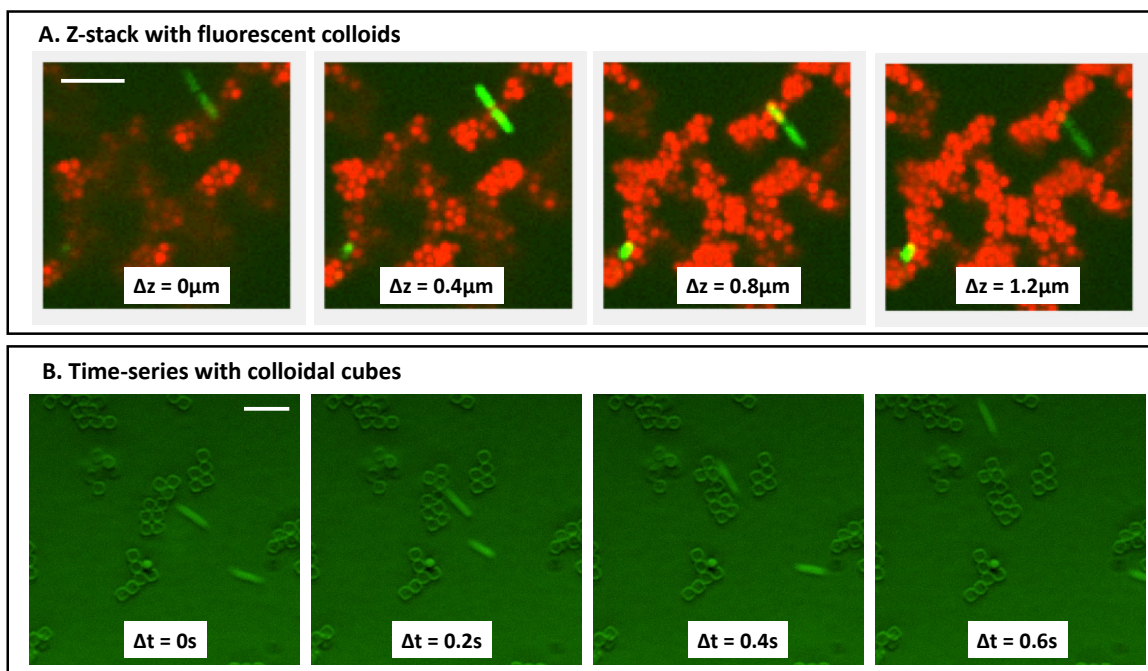 A. Z-stack with fluorescent colloids
Δz = 0μm
Δz = 0.4μm
Δz = 0.8μm
Δz = 1.2μm
B. Time-series with colloidal cubes
Δt = 0s
Δt = 0.2s
Δt = 0.4s
Δt = 0.6s